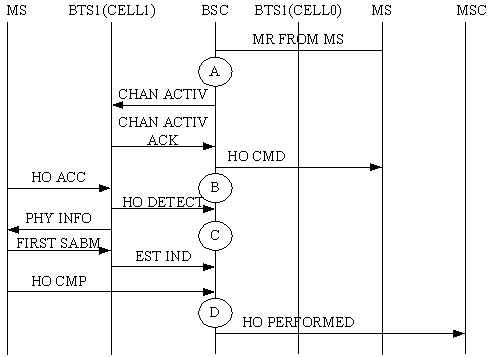 MS BTS1(CELL1) BSC BTS1(CELL0) MS MSC
MR FROM MS
A
CHAN ACTIV
CHAN ACTIV
ACK
HO CMD
HO ACC
B
HO DETECT
PHY INFO
C
FIRST SABM
EST IND
HO CMP
D
HO PERFORMED